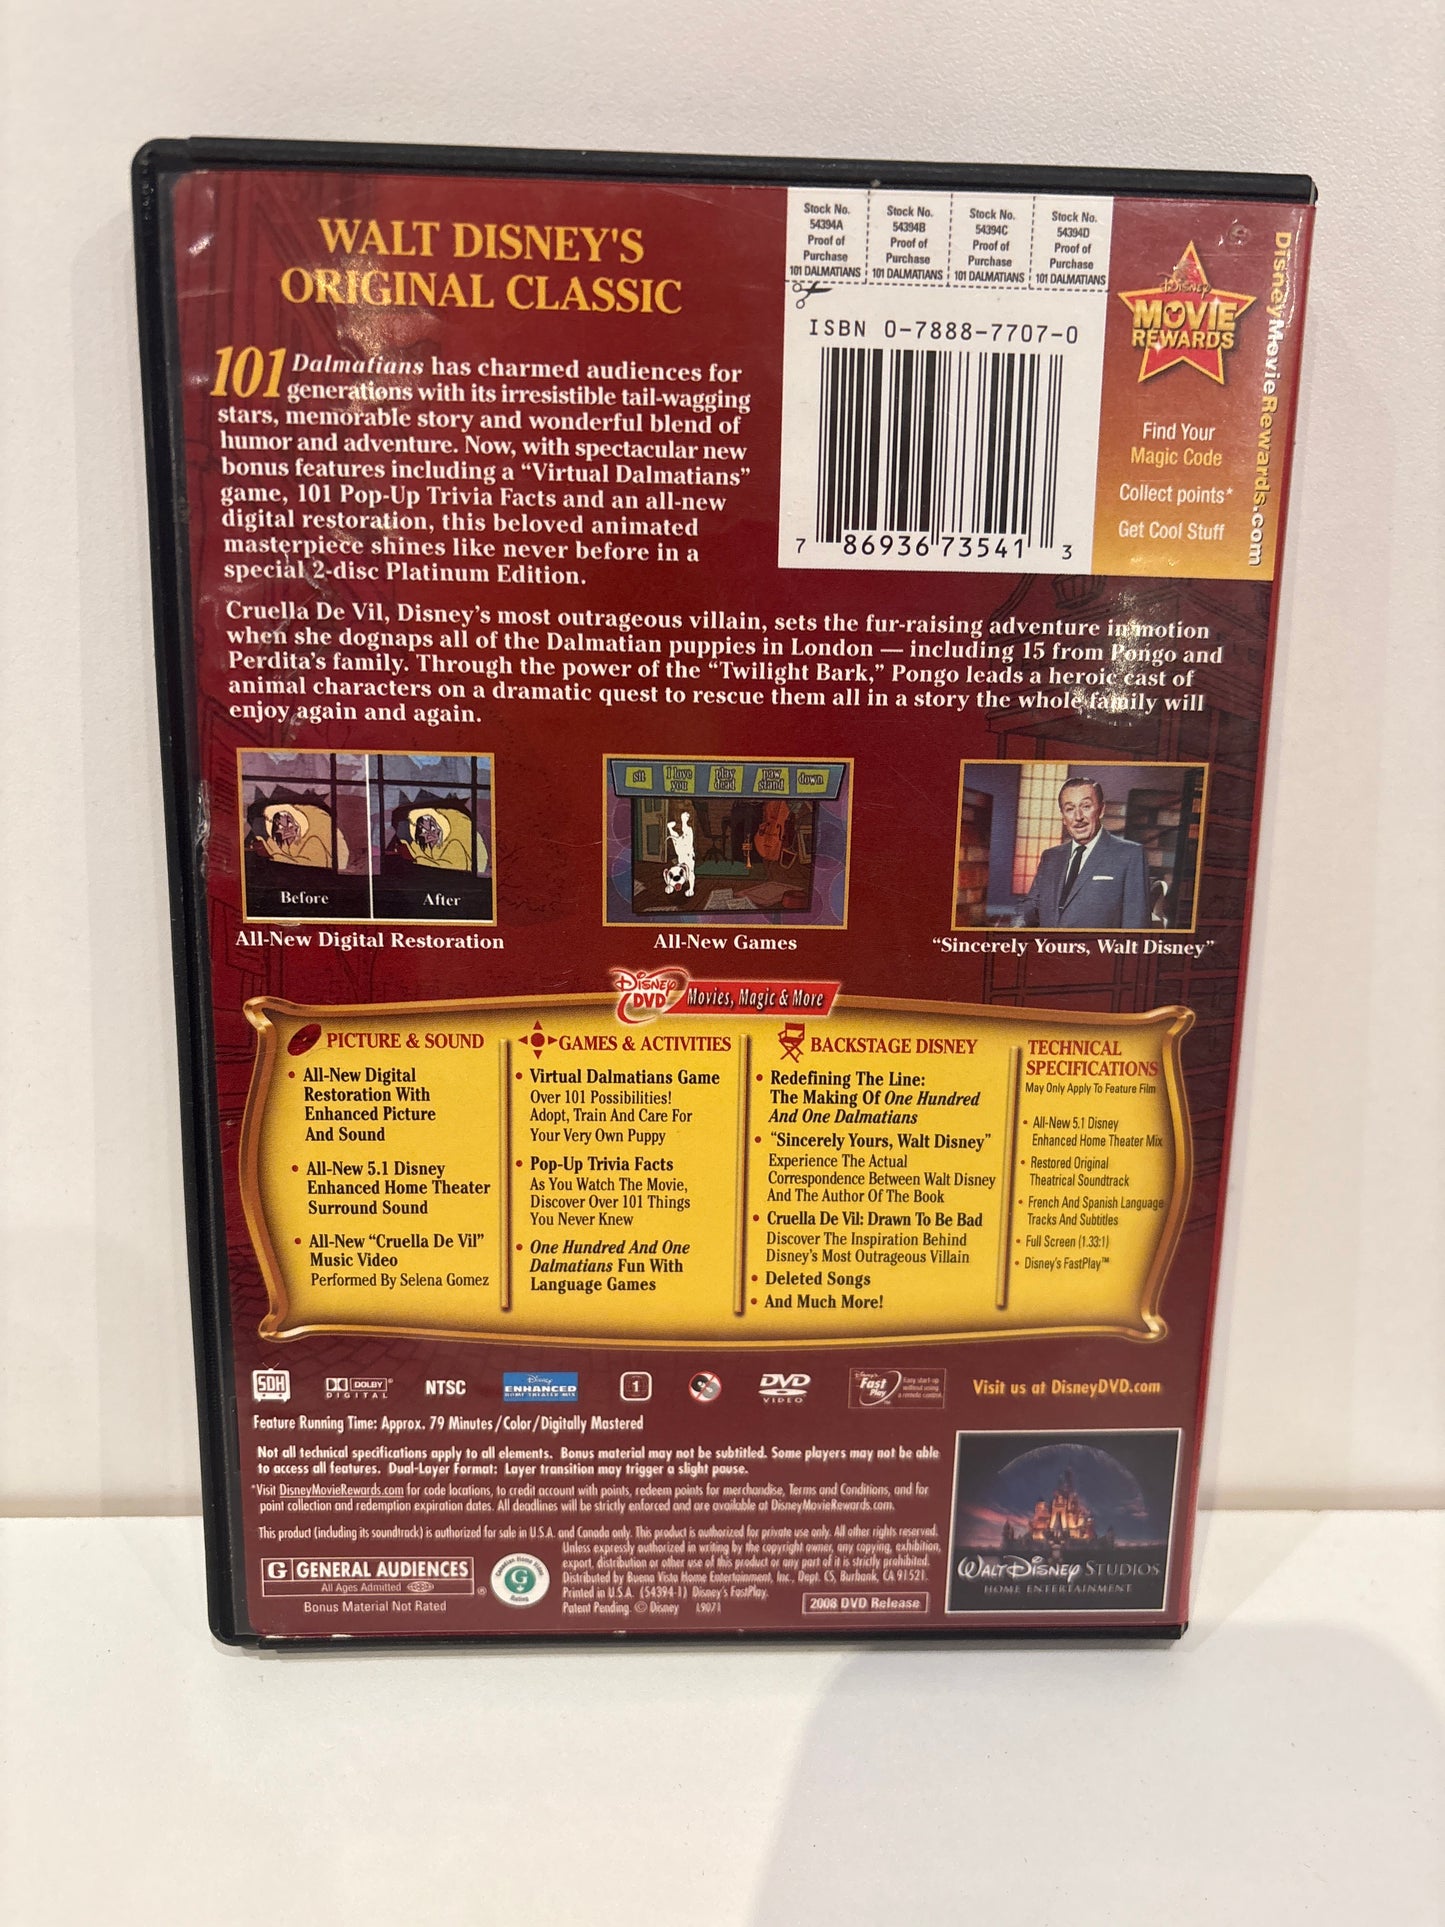 WALT DISNEY'S
ORIGINAL CLASSIC
101 Dalmatians has charmed audiences for
generations with its irresistible tail-wagging
stars, memorable story and wonderful blend of
humor and adventure. Now, with spectacular new
bonus features including a “Virtual Dalmatians”
game, 101 Pop-Up Trivia Facts and an all-new
digital restoration, this beloved animated
masterpiece shines like never before in a
special 2-disc Platinum Edition.
Stock No.
54394A
Proof of
Purchase
101 DALMATIANS
Stock No.
54394B
Proof of
Purchase
101 DALMATIANS
Stock No.
54394C
Proof of
Purchase
101 DALMATIANS
Stock No.
54394D
Proof of
Purchase
101 DALMATIANS
ISBN 0-7888-7707-0
7 86936 73541 3
Disney
MOVIE
REWARDS
Find Your
Magic Code
Collect points*
Get Cool Stuff
DisneyMovieRewards.com
Cruella De Vil, Disney's most outrageous villain, sets the fur-raising adventure in motion
when she dognaps all of the Dalmatian puppies in London — including 15 from Pongo and
Perdita's family. Through the power of the “Twilight Bark,” Pongo leads a heroic cast of
animal characters on a dramatic quest to rescue them all in a story the whole family will
enjoy again and again.
Before
After
All-New Digital Restoration
sit
I love
you
play
dead
paw
stand
down
All-New Games
“Sincerely Yours, Walt Disney”
Disney
DVD
Movies, Magic & More
PICTURE & SOUND
• All-New Digital
Restoration With
Enhanced Picture
And Sound
• All-New 5.1 Disney
Enhanced Home Theater
Surround Sound
• All-New “Cruella De Vil”
Music Video
Performed By Selena Gomez
GAMES & ACTIVITIES
• Virtual Dalmatians Game
Over 101 Possibilities!
Adopt, Train And Care For
Your Very Own Puppy
• Pop-Up Trivia Facts
As You Watch The Movie,
Discover Over 101 Things
You Never Knew
• One Hundred And One
Dalmatians Fun With
Language Games
BACKSTAGE DISNEY
• Redefining The Line:
The Making Of One Hundred
And One Dalmatians
• “Sincerely Yours, Walt Disney”
Experience The Actual
Correspondence Between Walt Disney
And The Author Of The Book
• Cruella De Vil: Drawn To Be Bad
Discover The Inspiration Behind
Disney's Most Outrageous Villain
• Deleted Songs
• And Much More!
TECHNICAL
SPECIFICATIONS
May Only Apply To Feature Film
• All-New 5.1 Disney
Enhanced Home Theater Mix
• Restored Original
Theatrical Soundtrack
• French And Spanish Language
Tracks And Subtitles
• Full Screen (1.33:1)
• Disney's FastPlay™
SDH
DOLBY®
DIGITAL
NTSC
Disney
ENHANCED
HOME THEATER MIX
1
DVD
VIDEO
Disney's
Fast
Play™
Easy start-up
without using
a remote control.
Visit us at DisneyDVD.com
Feature Running Time: Approx. 79 Minutes/Color/Digitally Mastered
Not all technical specifications apply to all elements. Bonus material may not be subtitled. Some players may not be able
to access all features. Dual-Layer Format: Layer transition may trigger a slight pause.
*Visit DisneyMovieRewards.com for code locations, to credit account with points, redeem points for merchandise, Terms and Conditions, and for
point collection and redemption expiration dates. All deadlines will be strictly enforced and are available at DisneyMovieRewards.com.
This product (including its soundtrack) is authorized for sale in U.S.A. and Canada only. This product is authorized for private use only. All other rights reserved.
Unless expressly authorized in writing by the copyright owner, any copying, exhibition,
export, distribution or other use of this product or any part of it is strictly prohibited.
Distributed by Buena Vista Home Entertainment, Inc., Dept. CS, Burbank, CA 91521.
Printed in U.S.A. (54394-1) Disney's FastPlay.
Patent Pending. © Disney 19071
2008 DVD Release
G GENERAL AUDIENCES
All Ages Admitted
®
Bonus Material Not Rated
Canadian Home Video
G
Rating
WALT DISNEY STUDIOS
HOME ENTERTAINMENT